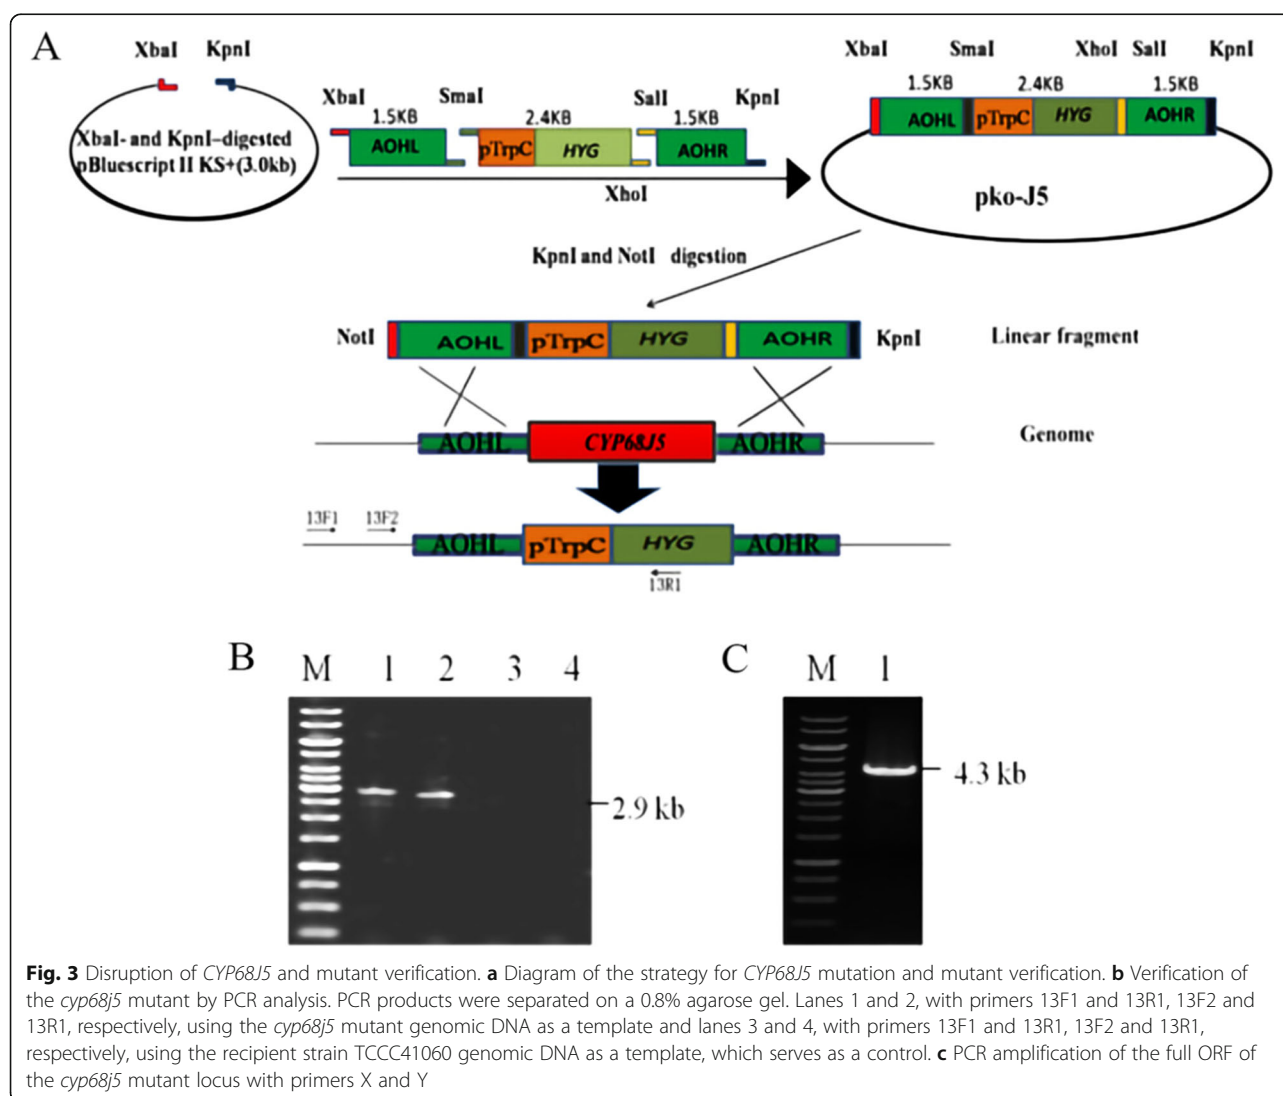 A
XbaI KpnI
XbaI- and KpnI–digested
pBluescript II KS+(3.0kb)
XbaI SmaI SalI KpnI
1.5KB 2.4KB 1.5KB
AOHL pTrpC HYG AOHR
XhoI
XbaI SmaI XhoI SalI KpnI
1.5KB 2.4KB 1.5KB
AOHL pTrpC HYG AOHR
pko-J5
KpnI and NotI digestion
NotI AOHL pTrpC HYG AOHR KpnI Linear fragment
AOHL CYP68J5 AOHR Genome
13F1 13F2
AOHL pTrpC HYG AOHR
13R1
B M 1 2 3 4
2.9 kb
C M 1
4.3 kb
Fig. 3 Disruption of CYP68J5 and mutant verification. a Diagram of the strategy for CYP68J5 mutation and mutant verification. b Verification of
the cyp68j5 mutant by PCR analysis. PCR products were separated on a 0.8% agarose gel. Lanes 1 and 2, with primers 13F1 and 13R1, 13F2 and
13R1, respectively, using the cyp68j5 mutant genomic DNA as a template and lanes 3 and 4, with primers 13F1 and 13R1, 13F2 and 13R1,
respectively, using the recipient strain TCCC41060 genomic DNA as a template, which serves as a control. c PCR amplification of the full ORF of
the cyp68j5 mutant locus with primers X and Y